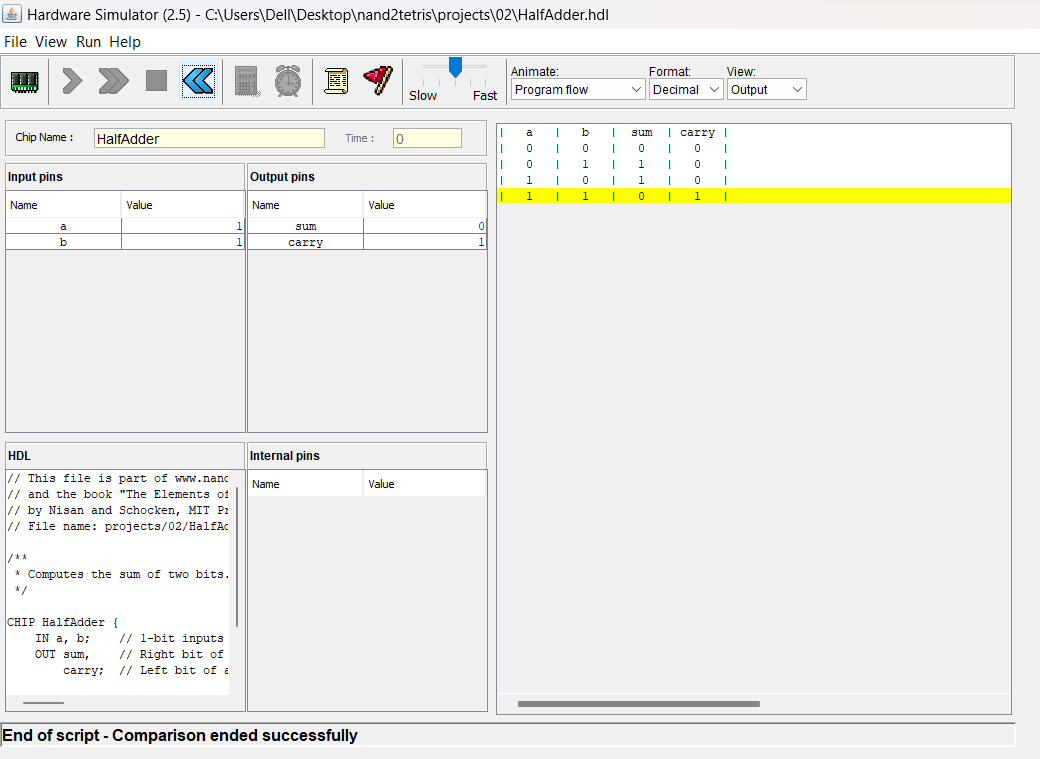 Hardware Simulator (2.5) - C:\Users\Dell\Desktop\nand2tetris\projects\02\HalfAdder.hdl
File View Run Help
Slow Fast
Animate: Format: View:
Program flow Decimal Output
Chip Name : HalfAdder Time : 0
Input pins
Name Value
a 1
b 1
Output pins
Name Value
sum 0
carry 1
| a | b | sum | carry |
| 0 | 0 | 0 | 0 |
| 0 | 1 | 1 | 0 |
| 1 | 0 | 1 | 0 |
| 1 | 1 | 0 | 1 |
HDL
// This file is part of www.nand
// and the book "The Elements of
// by Nisan and Schocken, MIT Pr
// File name: projects/02/HalfAd
/**
* Computes the sum of two bits.
*/
CHIP HalfAdder {
IN a, b; // 1-bit inputs
OUT sum, // Right bit of
carry; // Left bit of a
Internal pins
Name Value
End of script - Comparison ended successfully